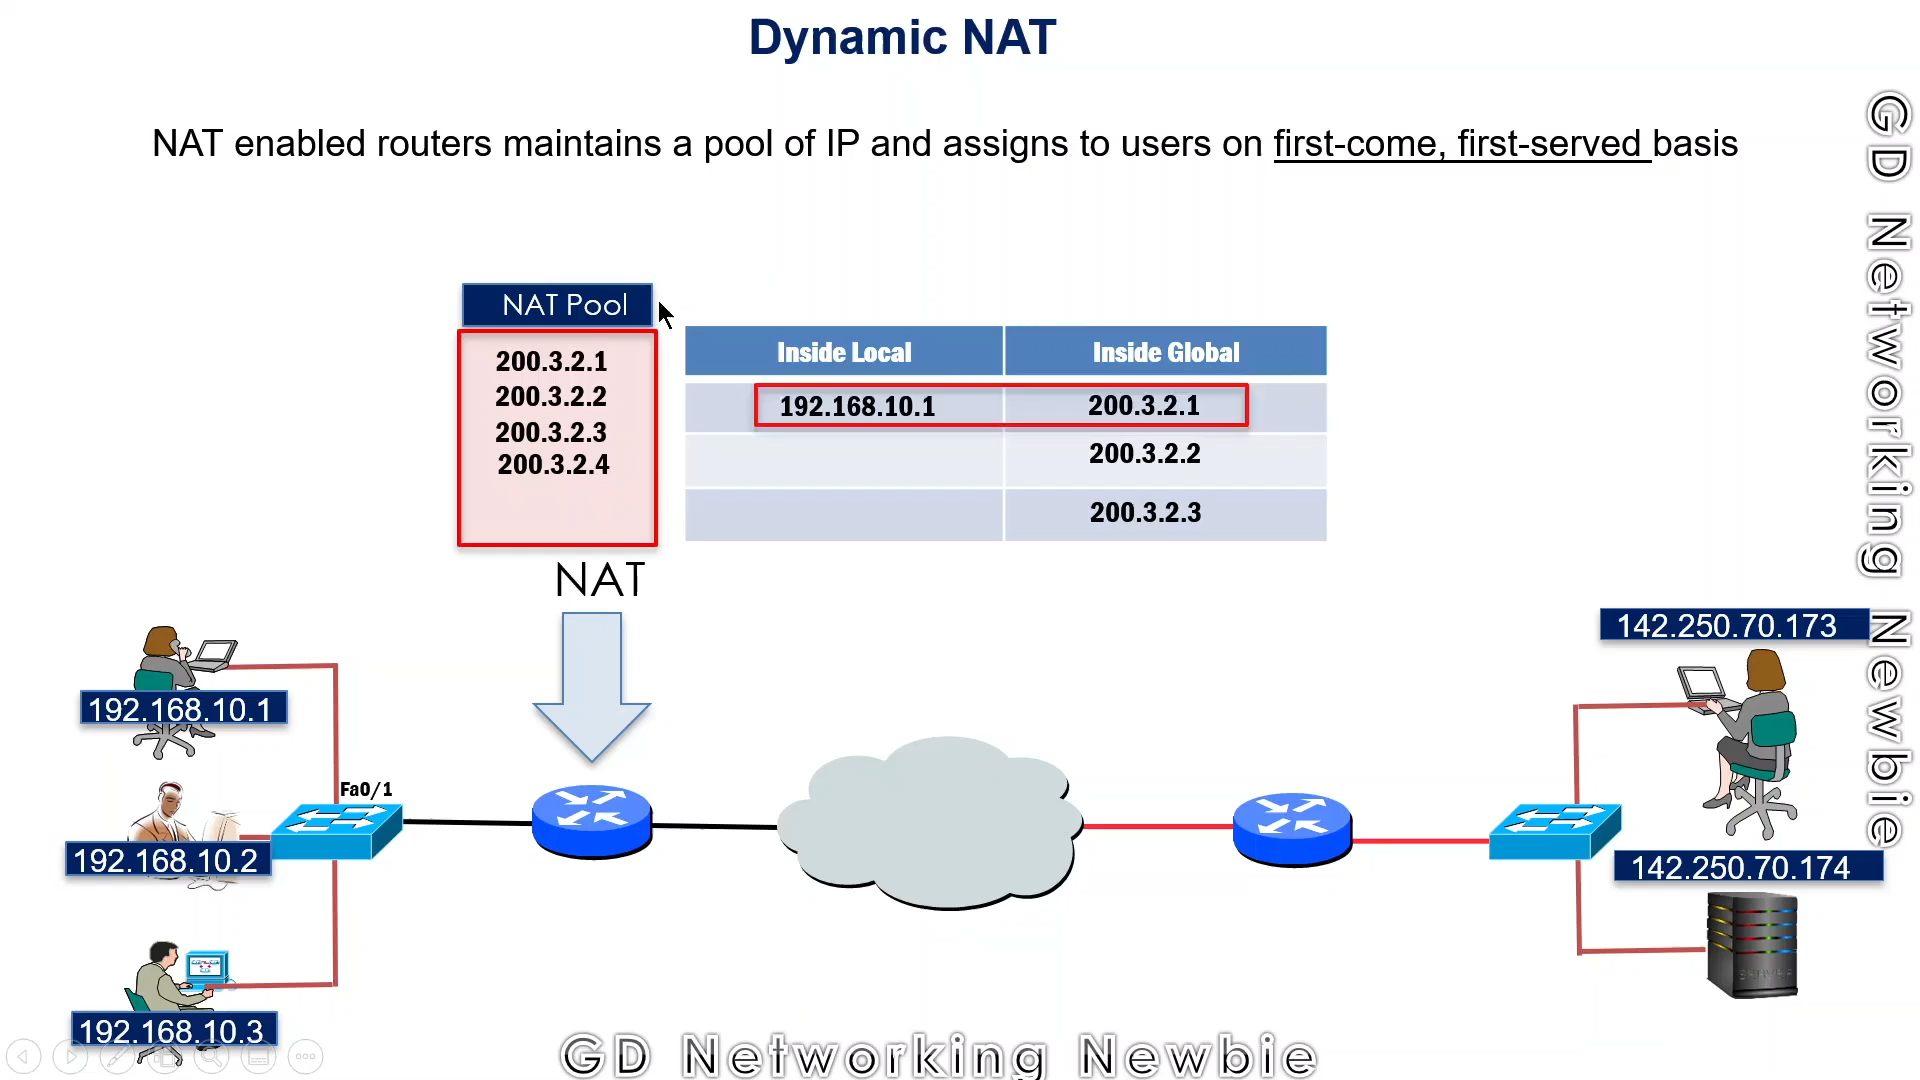 Dynamic NAT
NAT enabled routers maintains a pool of IP and assigns to users on first-come, first-served basis
NAT Pool
200.3.2.1
200.3.2.2
200.3.2.3
200.3.2.4
Inside Local Inside Global
192.168.10.1 200.3.2.1
200.3.2.2
200.3.2.3
NAT
192.168.10.1
Fa0/1
192.168.10.2
192.168.10.3
142.250.70.173
142.250.70.174
GD Networking Newbie
GD Networking Newbie